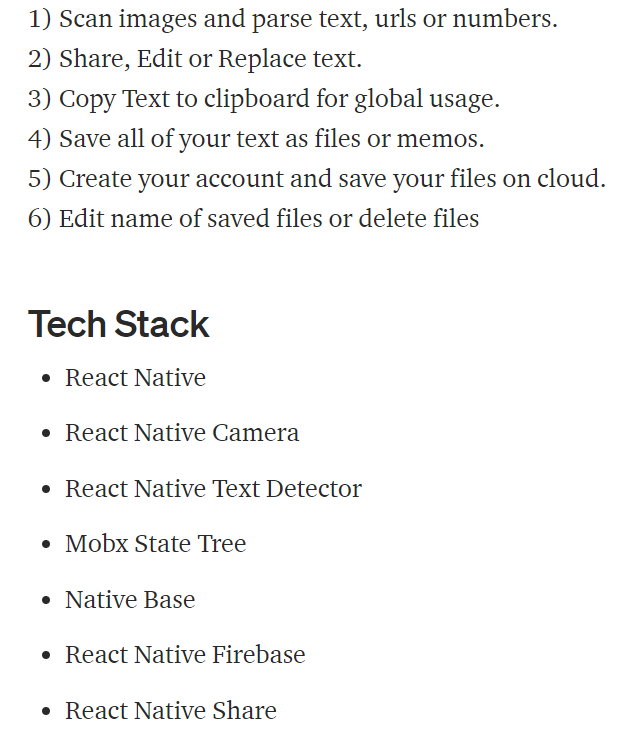 1) Scan images and parse text, urls or numbers.
2) Share, Edit or Replace text.
3) Copy Text to clipboard for global usage.
4) Save all of your text as files or memos.
5) Create your account and save your files on cloud.
6) Edit name of saved files or delete files
Tech Stack
• React Native
• React Native Camera
• React Native Text Detector
• Mobx State Tree
• Native Base
• React Native Firebase
• React Native Share